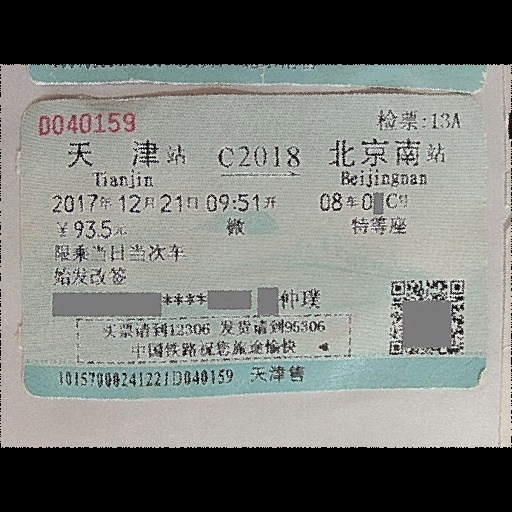 D040159 检票:13A
天津站 C2018 北京南站
Tianjin Beijingnan
2017年12月21日09:51开 08车0 C号
￥93.5元 微 特等座
限乘当日当次车
始发改签
**** 仲璞
买票请到12306 发货请到95306
中国铁路祝您旅途愉快
10157000241221D040159 天津售